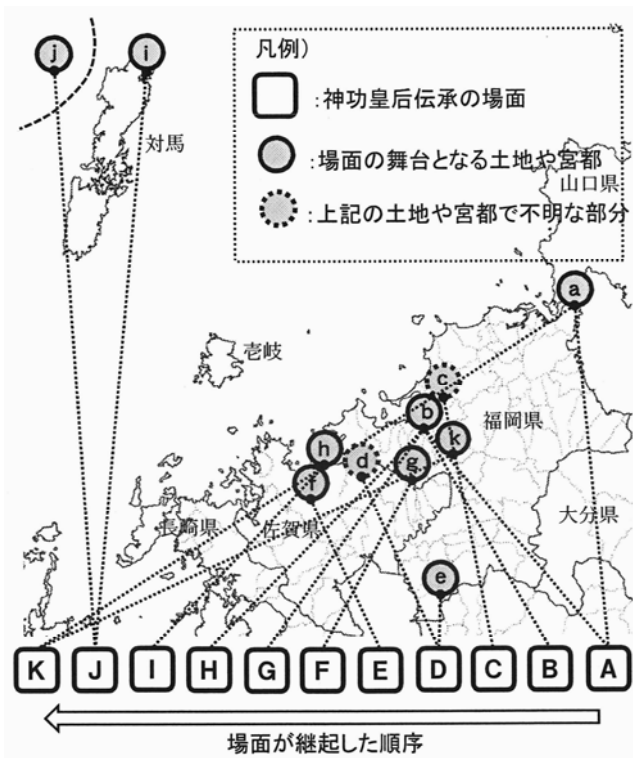 凡例）
:神功皇后伝承の場面
:場面の舞台となる土地や宮都
:上記の土地や宮都で不明な部分
j
i
対馬
山口県
a
壱岐
c
b
福岡県
k
h
d
g
f
長崎県
佐賀県
大分県
e
K J I H G F E D C B A
場面が継起した順序